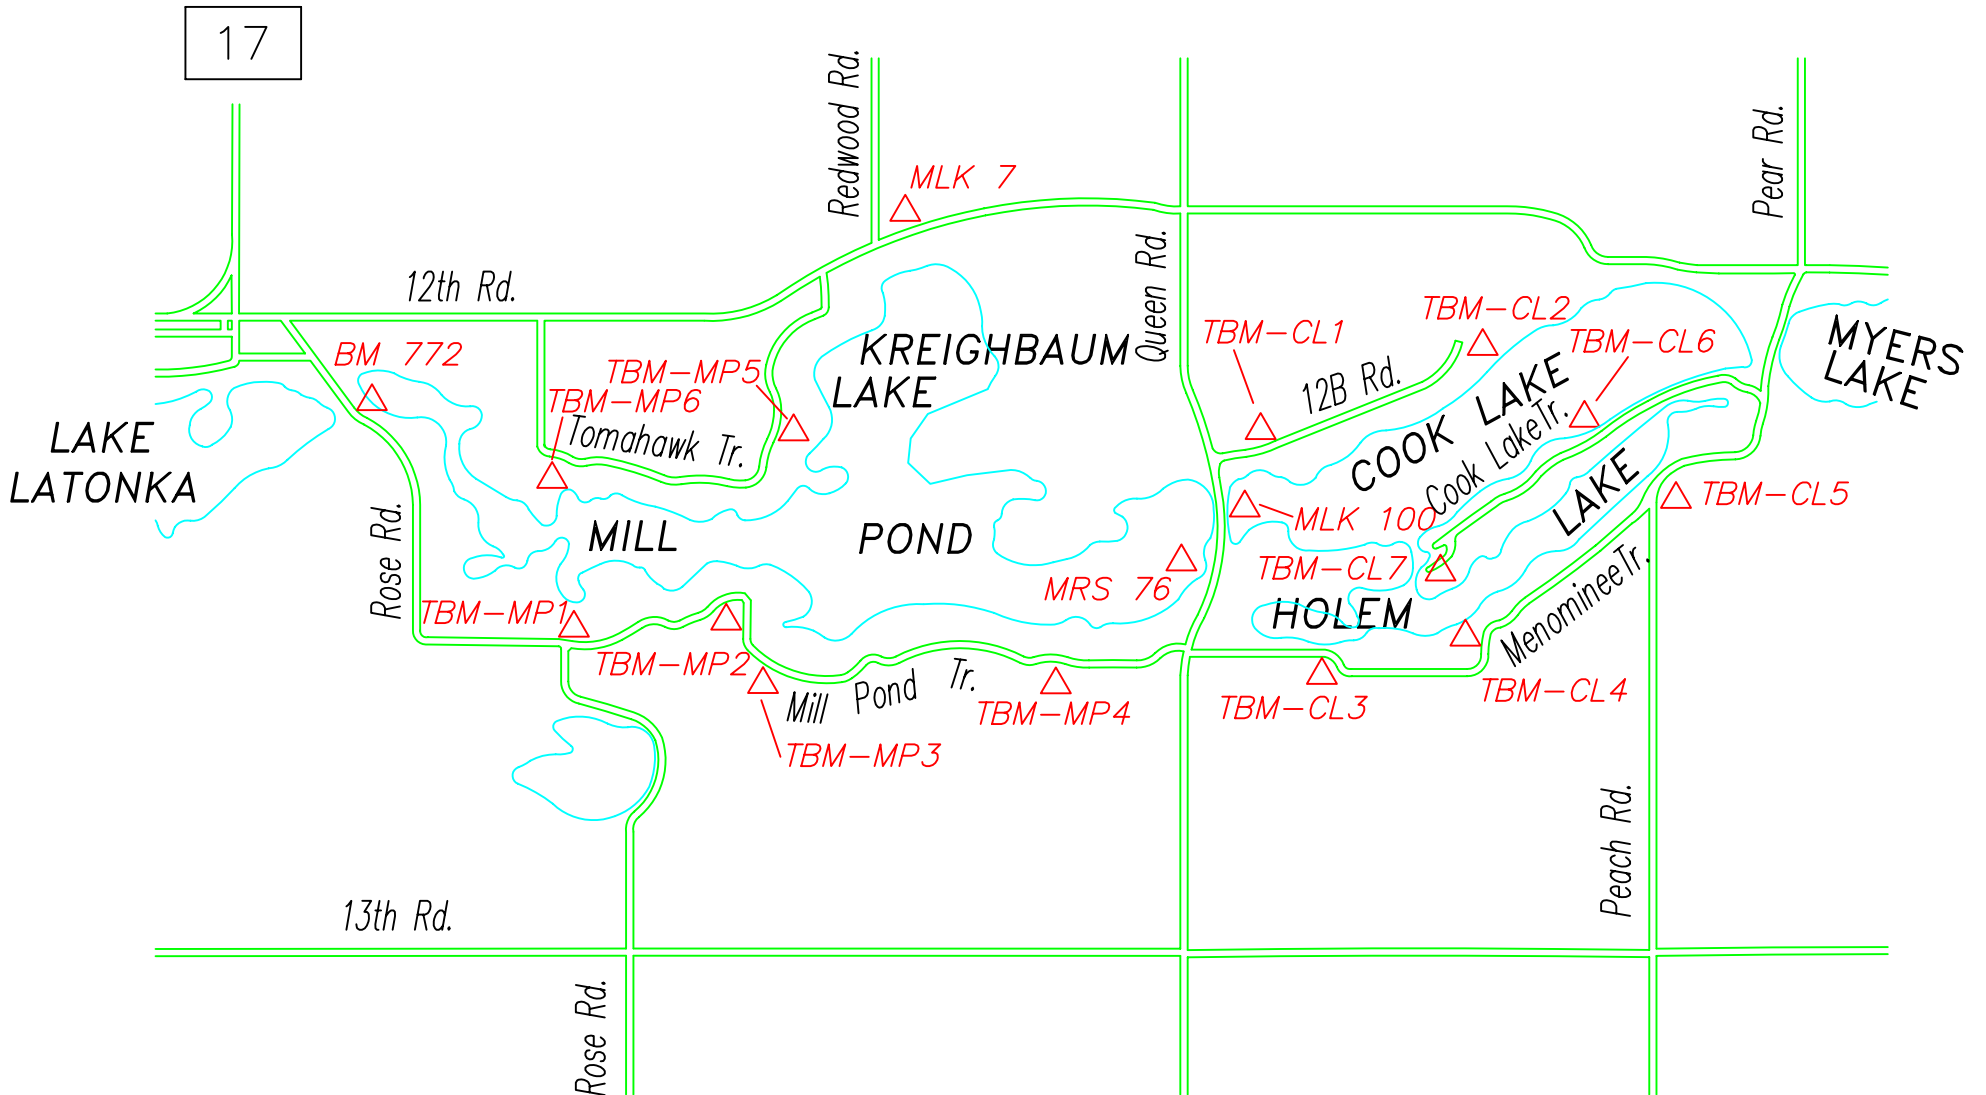 17
Redwood Rd.
Pear Rd.
MLK 7
Queen Rd.
12th Rd.
TBM-CL2
TBM-CL1
TBM-CL6
BM 772
KREIGHBAUM
LAKE
MYERS
LAKE
TBM-MP5
TBM-MP6
12B Rd.
COOK LAKE
Tomahawk Tr.
LAKE
LATONKA
Cook Lake Tr.
TBM-CL5
MLK 100
MILL POND
Rose Rd.
TBM-CL7
MRS 76
HOLEM LAKE
Menominee Tr.
TBM-MP1
TBM-MP2
Mill Pond Tr.
TBM-MP4
TBM-CL3
TBM-CL4
TBM-MP3
Peach Rd.
13th Rd.
Rose Rd.